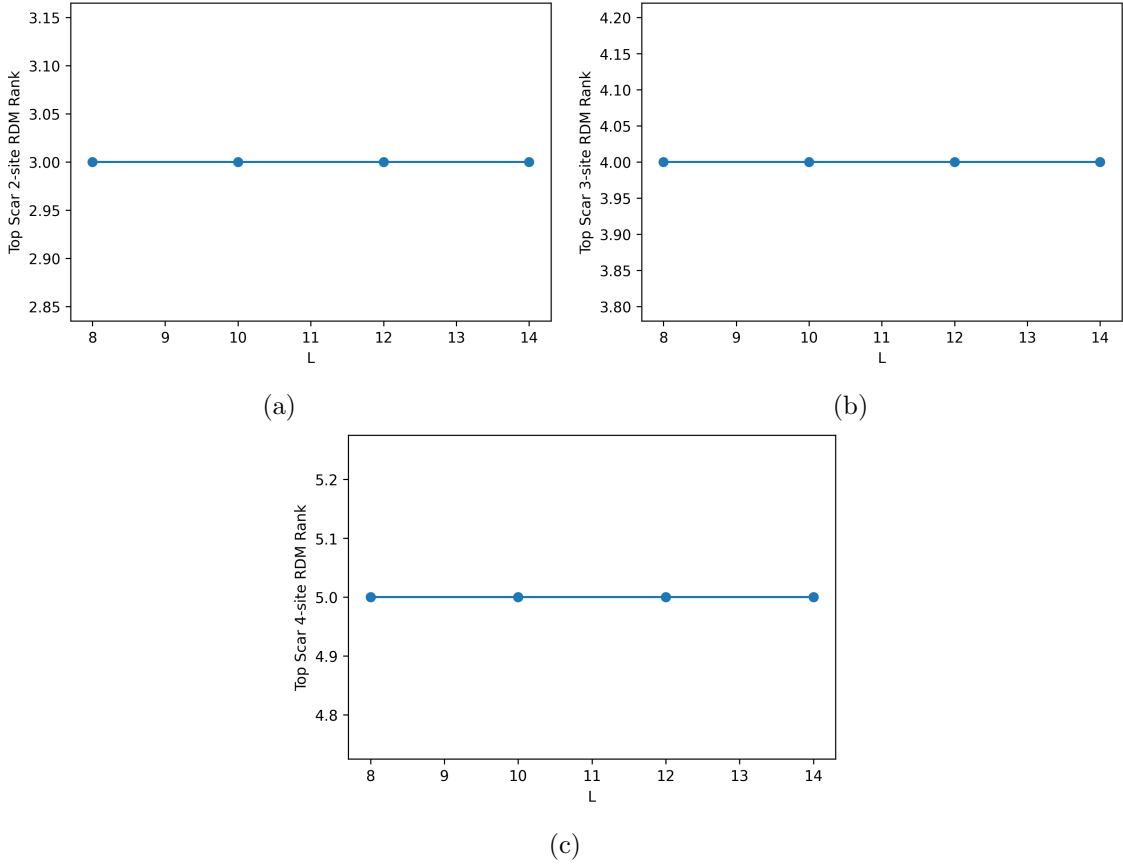 3.15
3.10
3.05
3.00
2.95
2.90
2.85
Top Scar 2-site RDM Rank
8 9 10 11 12 13 14
L
(a)
4.20
4.15
4.10
4.05
4.00
3.95
3.90
3.85
3.80
Top Scar 3-site RDM Rank
8 9 10 11 12 13 14
L
(b)
5.2
5.1
5.0
4.9
4.8
Top Scar 4-site RDM Rank
8 9 10 11 12 13 14
L
(c)